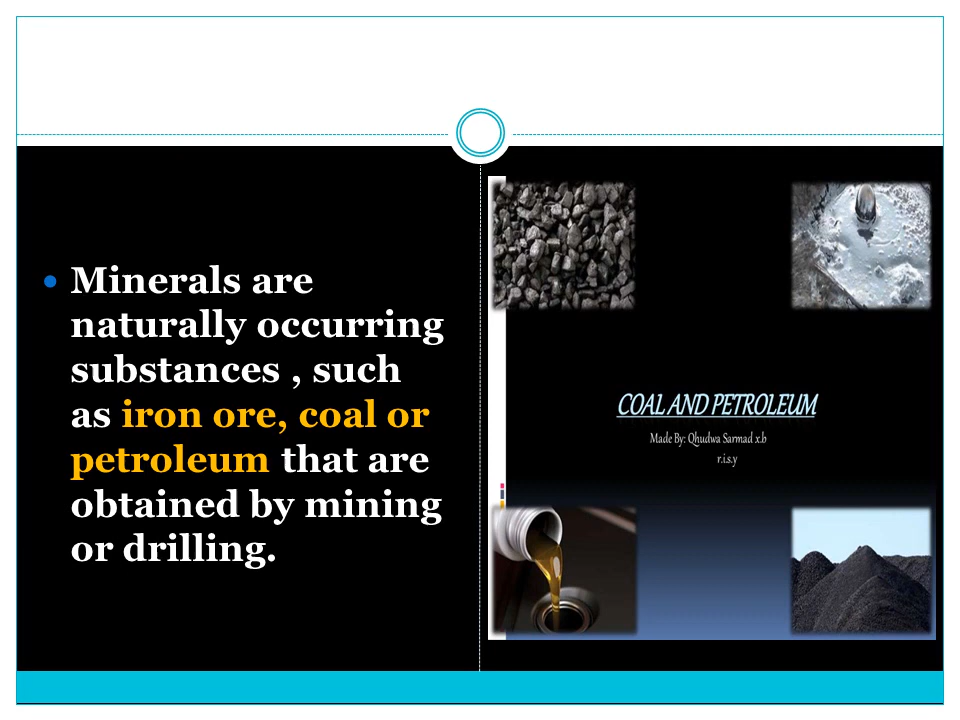 Minerals are
naturally occurring
substances , such
as iron ore, coal or
petroleum that are
obtained by mining
or drilling.
COAL AND PETROLEUM
Made By: Qhudwa Sarmad x.b
r.i.s.y